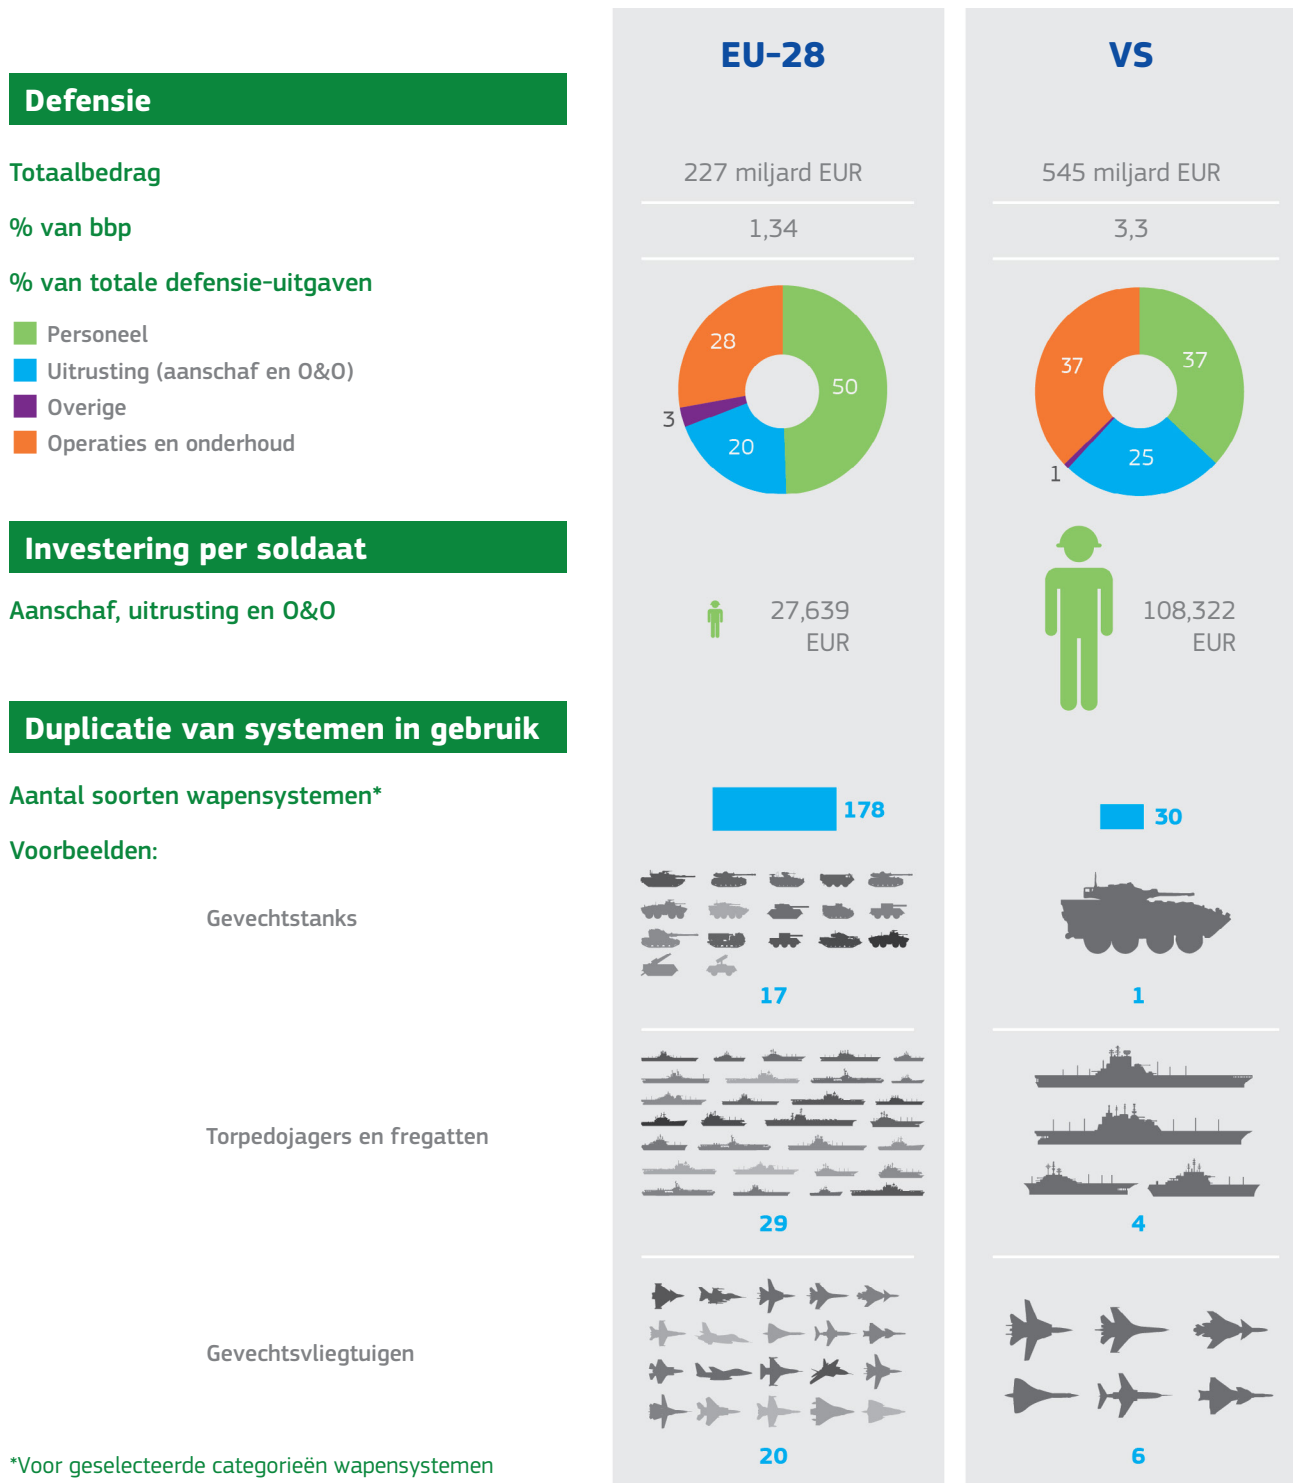 EU-28
VS
Defensie
Totaalbedrag
227 miljard EUR
545 miljard EUR
% van bbp
1,34
3,3
% van totale defensie-uitgaven
Personeel
Uitrusting (aanschaf en O&O)
Overige
Operaties en onderhoud
28
50
3
20
37
37
1
25
Investering per soldaat
Aanschaf, uitrusting en O&O
27,639
EUR
108,322
EUR
Duplicatie van systemen in gebruik
Aantal soorten wapensystemen*
178
30
Voorbeelden:
Gevechtstanks
17
1
Torpedojagers en fregatten
29
4
Gevechtsvliegtuigen
20
6
*Voor geselecteerde categorieën wapensystemen